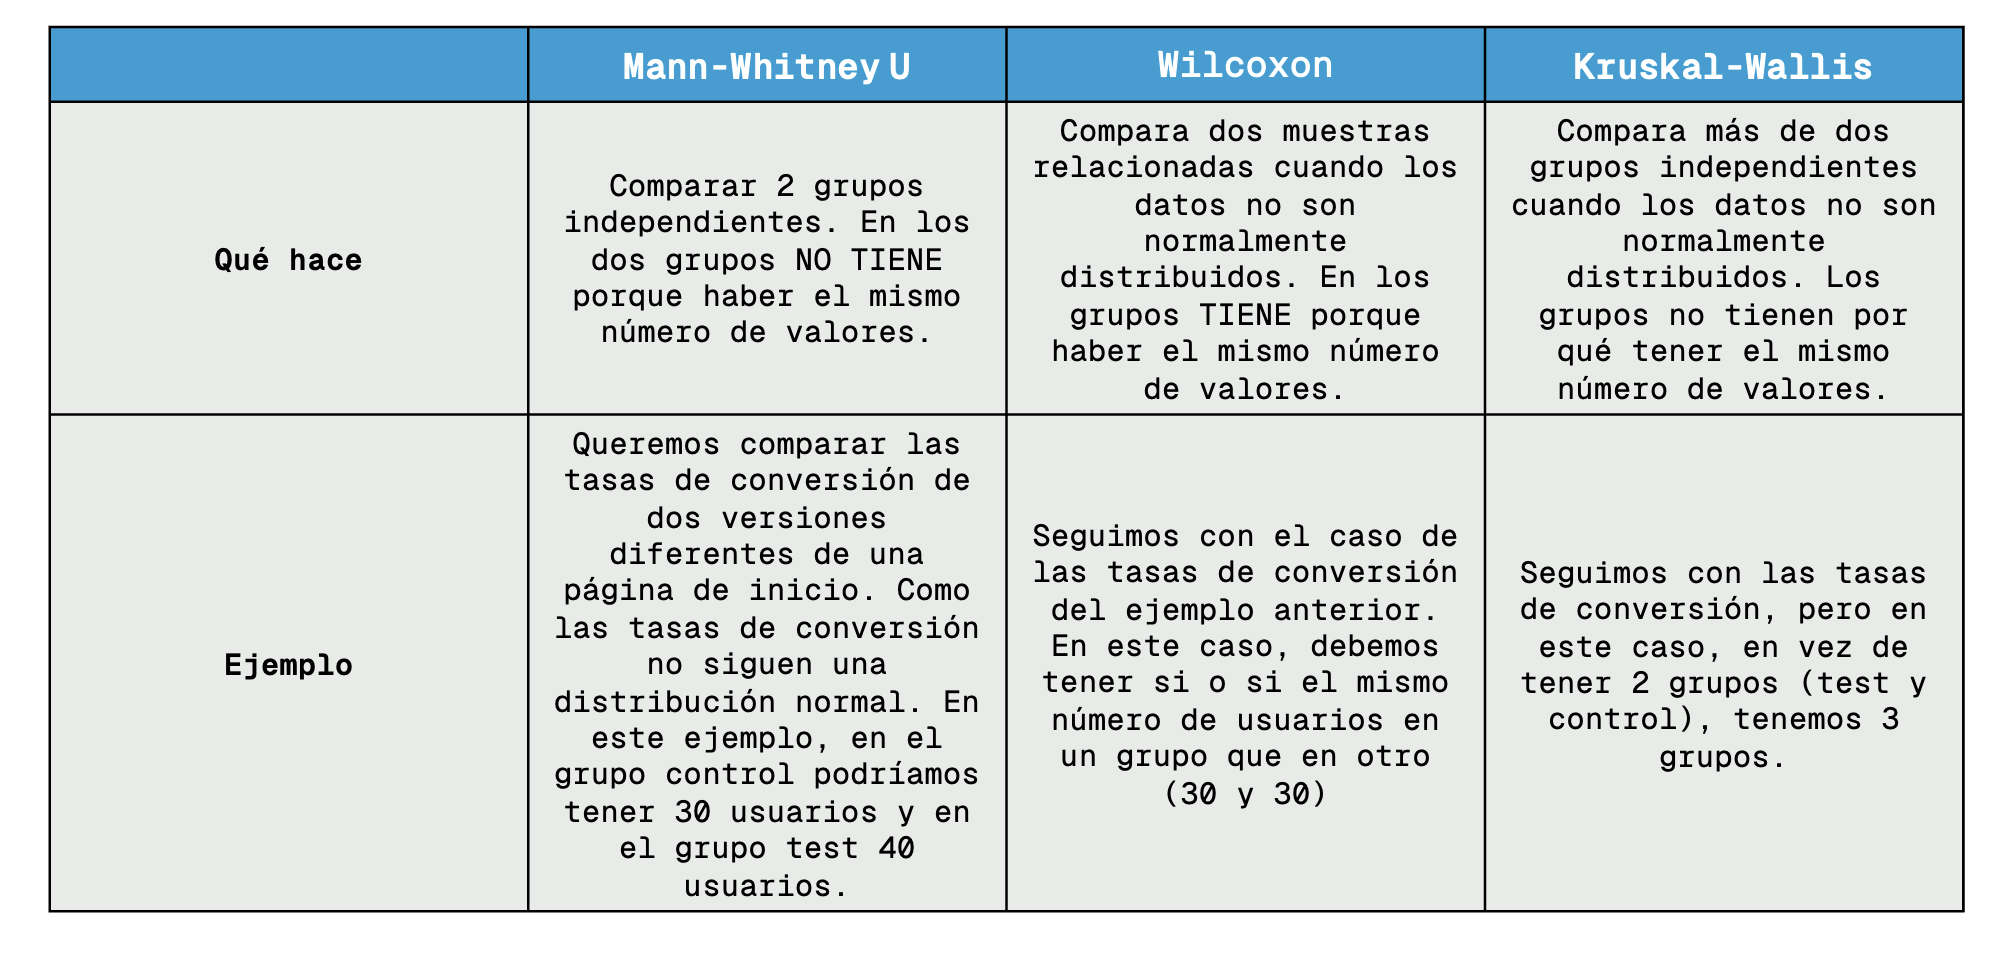 Mann-Whitney U
Wilcoxon
Kruskal-Wallis
Qué hace
Comparar 2 grupos
independientes. En los
dos grupos NO TIENE
porque haber el mismo
número de valores.
Compara dos muestras
relacionadas cuando los
datos no son
normalmente
distribuidos. En los
grupos TIENE porque
haber el mismo número
de valores.
Compara más de dos
grupos independientes
cuando los datos no son
normalmente
distribuidos. Los
grupos no tienen por
qué tener el mismo
número de valores.
Ejemplo
Queremos comparar las
tasas de conversión de
dos versiones
diferentes de una
página de inicio. Como
las tasas de conversión
no siguen una
distribución normal. En
este ejemplo, en el
grupo control podríamos
tener 30 usuarios y en
el grupo test 40
usuarios.
Seguimos con el caso de
las tasas de conversión
del ejemplo anterior.
En este caso, debemos
tener si o si el mismo
número de usuarios en
un grupo que en otro
(30 y 30)
Seguimos con las tasas
de conversión, pero en
este caso, en vez de
tener 2 grupos (test y
control), tenemos 3
grupos.